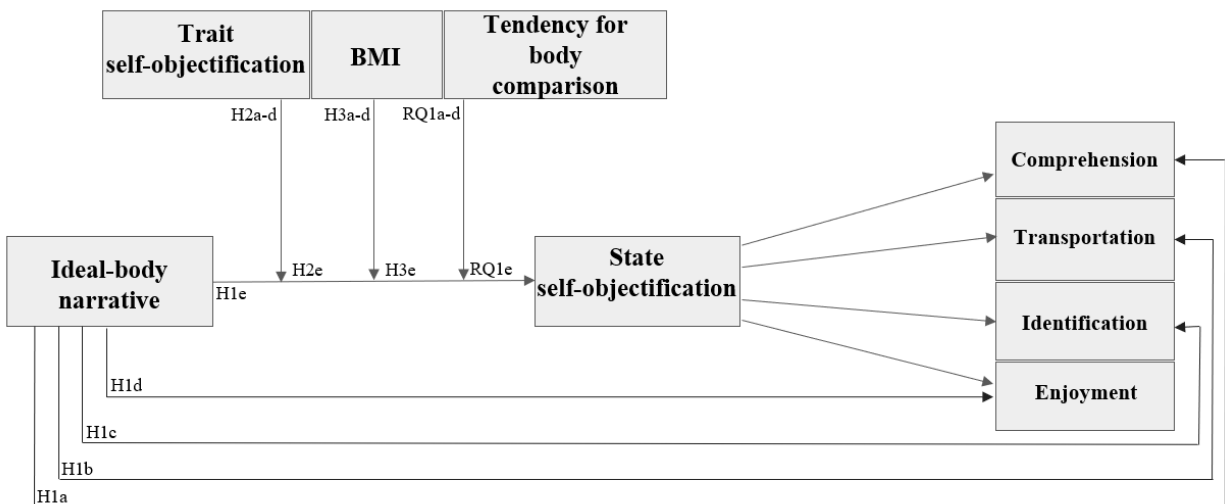 Trait
self-objectification
BMI
Tendency for
body
comparison
H2a-d
H3a-d
RQ1a-d
Comprehension
Transportation
Ideal-body
narrative
H2e
H3e
RQ1e
H1e
State
self-objectification
Identification
Enjoyment
H1d
H1c
H1b
H1a